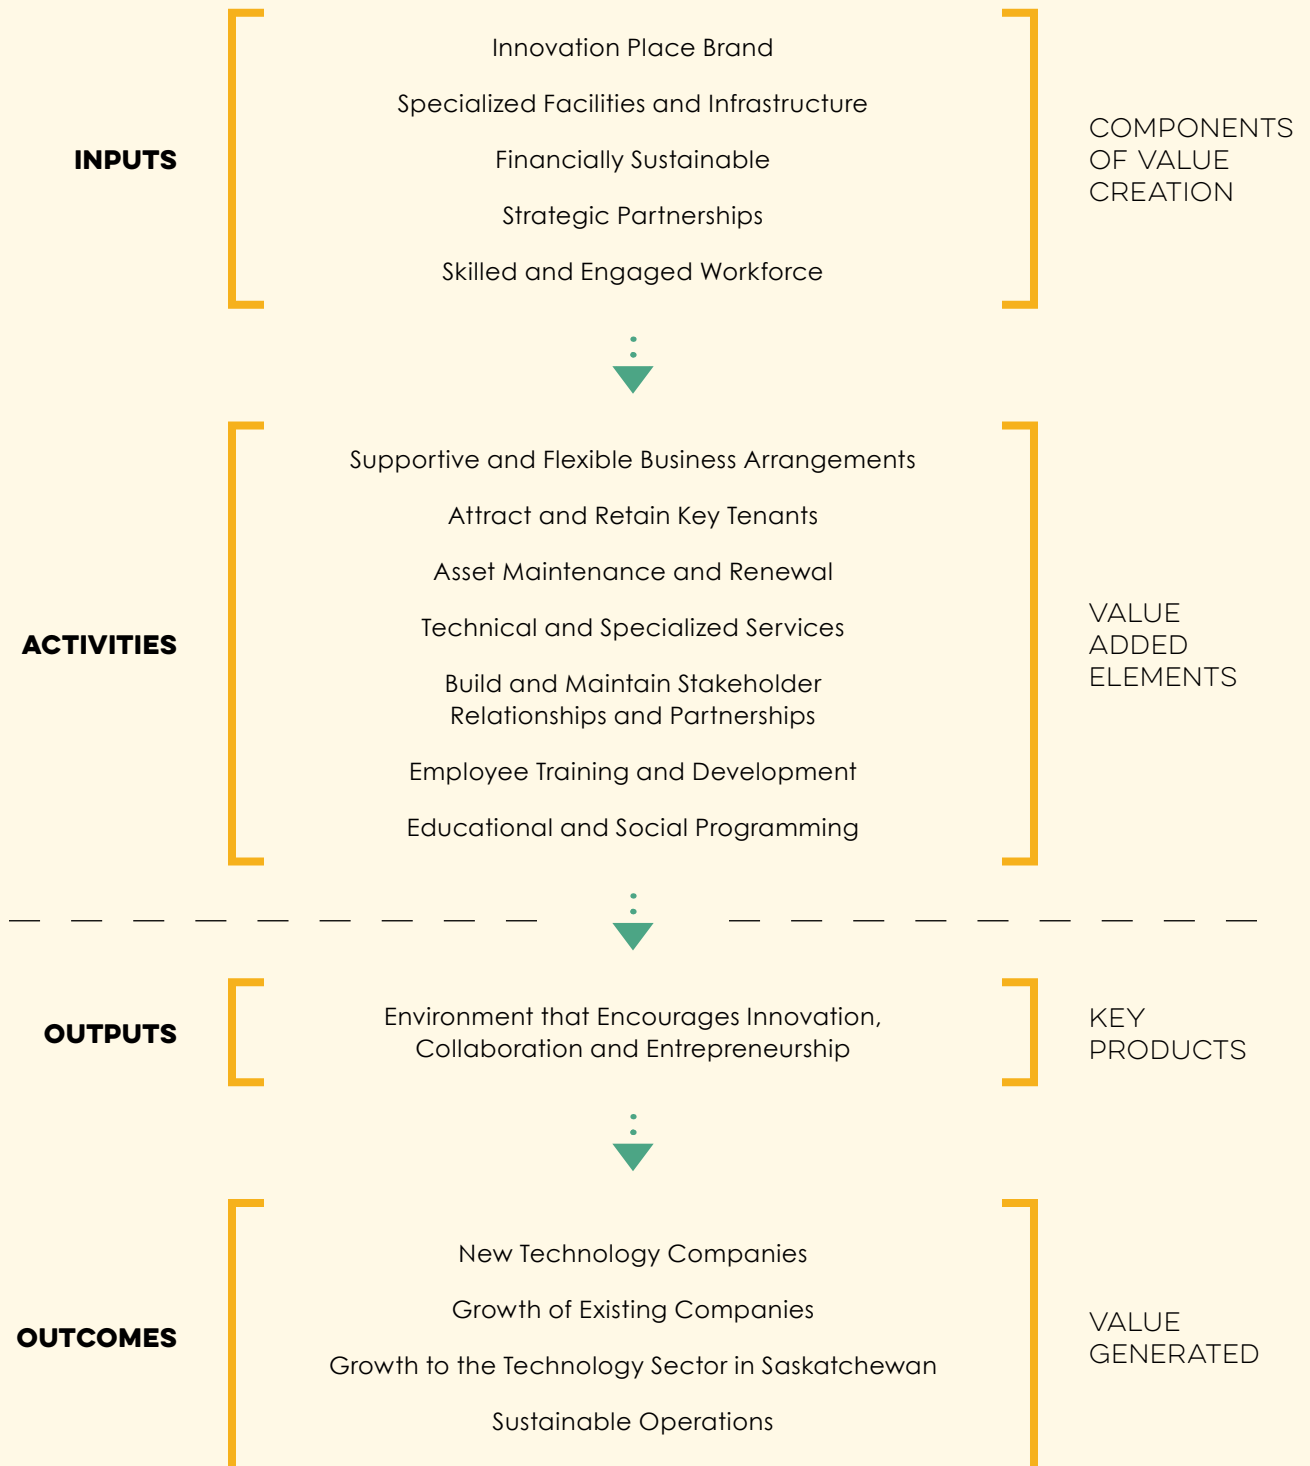 INPUTS
Innovation Place Brand
Specialized Facilities and Infrastructure
Financially Sustainable
Strategic Partnerships
Skilled and Engaged Workforce
COMPONENTS
OF VALUE
CREATION
ACTIVITIES
Supportive and Flexible Business Arrangements
Attract and Retain Key Tenants
Asset Maintenance and Renewal
Technical and Specialized Services
Build and Maintain Stakeholder
Relationships and Partnerships
Employee Training and Development
Educational and Social Programming
VALUE
ADDED
ELEMENTS
OUTPUTS
Environment that Encourages Innovation,
Collaboration and Entrepreneurship
KEY
PRODUCTS
OUTCOMES
New Technology Companies
Growth of Existing Companies
Growth to the Technology Sector in Saskatchewan
Sustainable Operations
VALUE
GENERATED